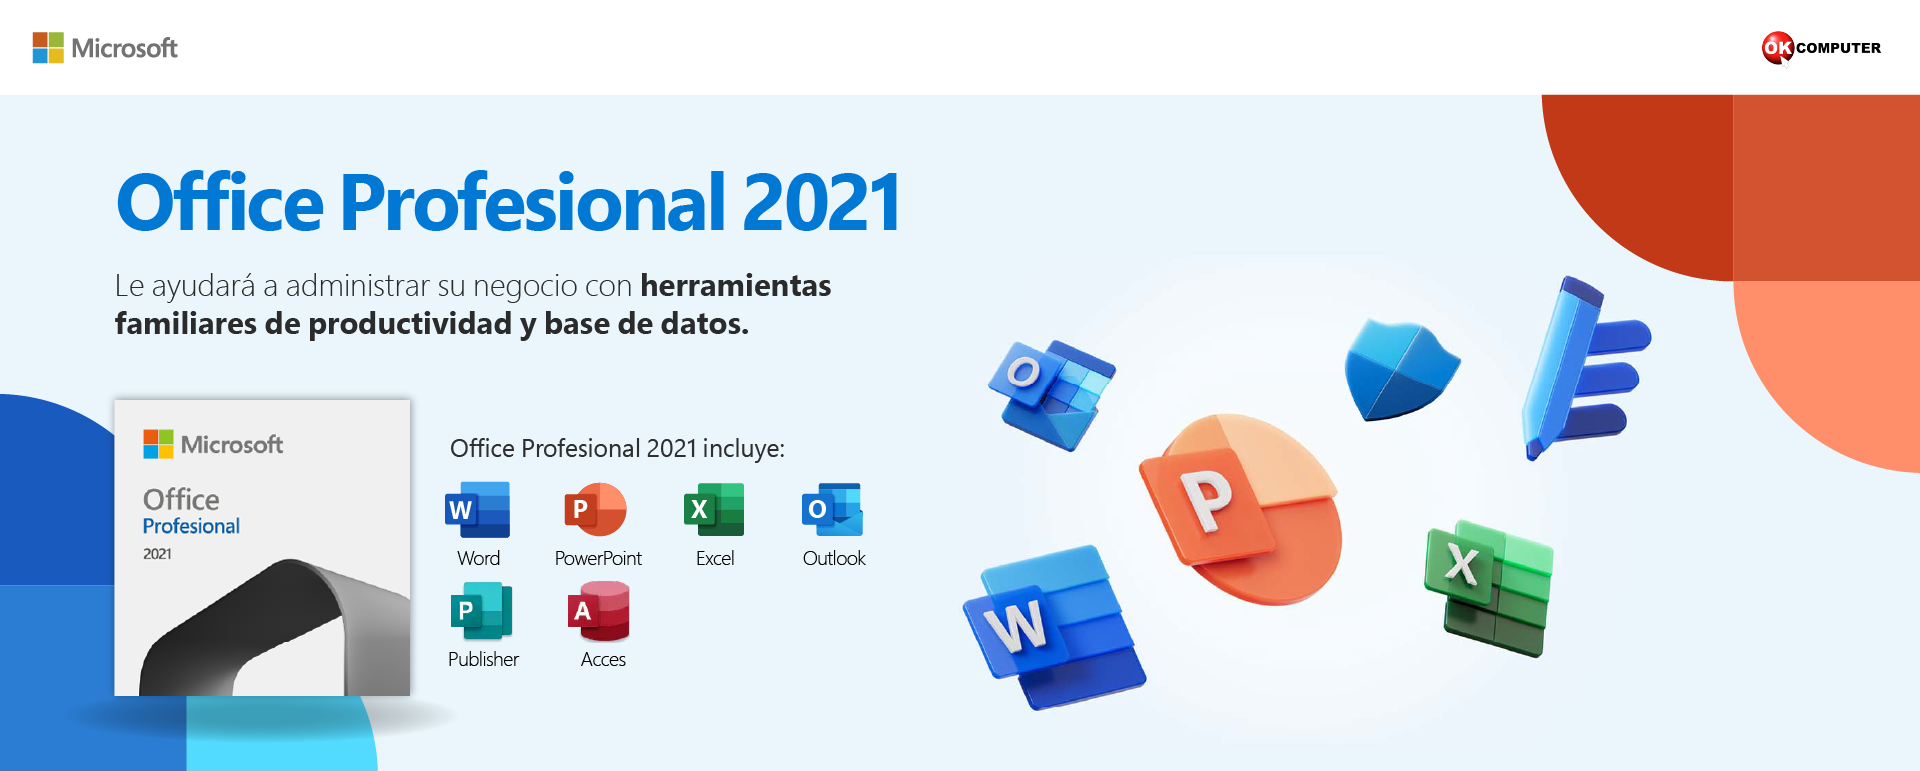 Microsoft
OK COMPUTER
Office Profesional 2021
Le ayudará a administrar su negocio con herramientas
familiares de productividad y base de datos.
Microsoft
Office
Profesional
2021
Office Profesional 2021 incluye:
W P X O
Word PowerPoint Excel Outlook
P A
Publisher Acces
O
P
X
W